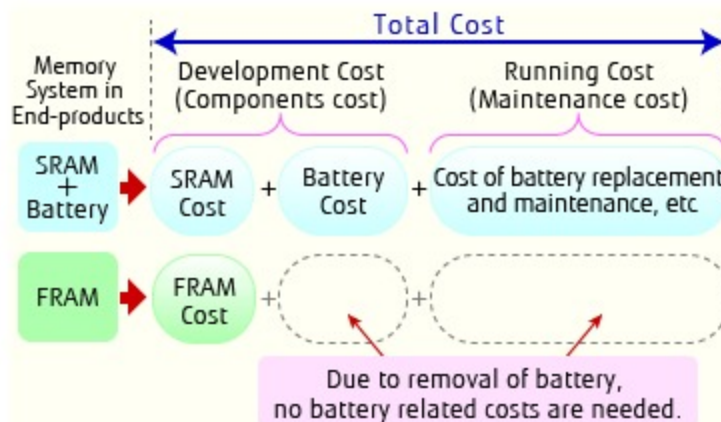 Total Cost
Memory
System in
End-products
Development Cost
(Components cost)
Running Cost
(Maintenance cost)
SRAM
+
Battery
SRAM
Cost
+
Battery
Cost
+
Cost of battery replacement
and maintenance, etc
FRAM
FRAM
Cost
+
+
Due to removal of battery,
no battery related costs are needed.